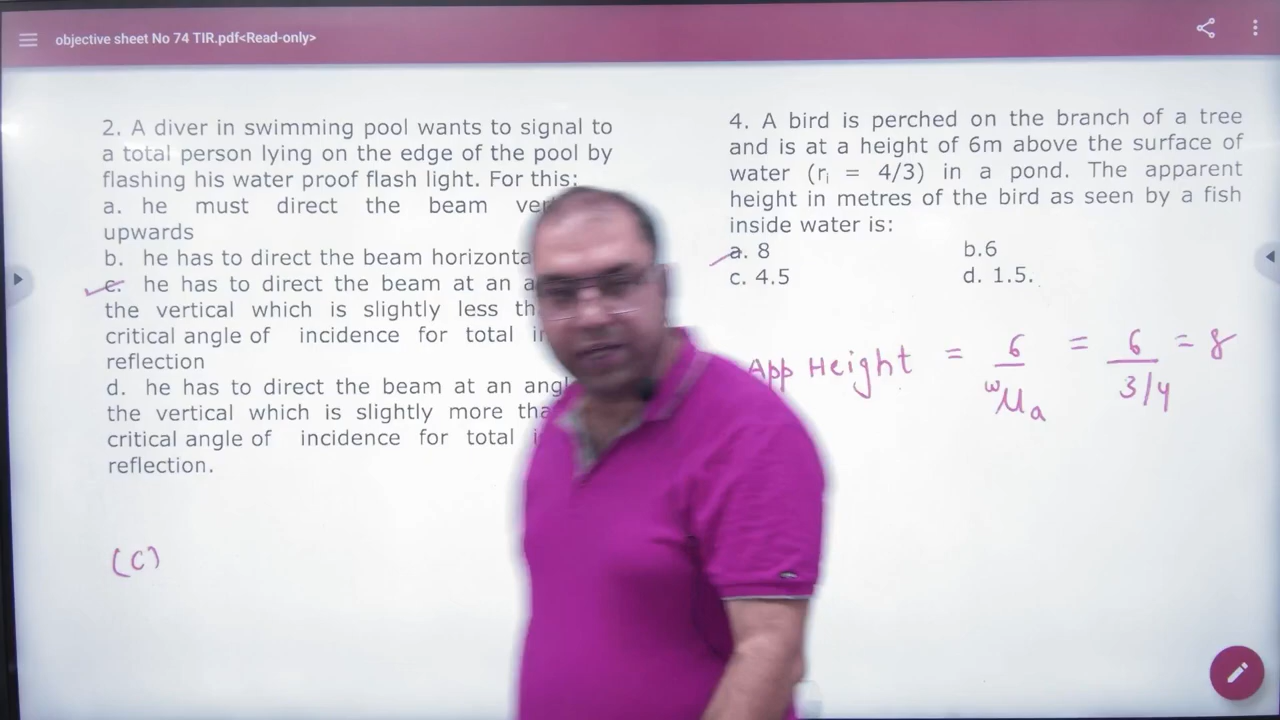 objective sheet No 74 TIR.pdf<Read-only>
2. A diver in swimming pool wants to signal to
a total person lying on the edge of the pool by
flashing his water proof flash light. For this:
a. he must direct the beam
upwards
b. he has to direct the beam
c. he has to direct the beam at an
the vertical which is slightly less
critical angle of incidence for total
reflection
d. he has to direct the beam at an
the vertical which is slightly more
critical angle of incidence for total
reflection.
(C)
4. A bird is perched on the branch of a tree
and is at a height of 6m above the surface of
water (ri = 4/3) in a pond. The apparent
height in metres of the bird as seen by a fish
inside water is:
a. 8 b.6
c. 4.5 d. 1.5.
App Height = 6/wμa = 6/3/4 = 8